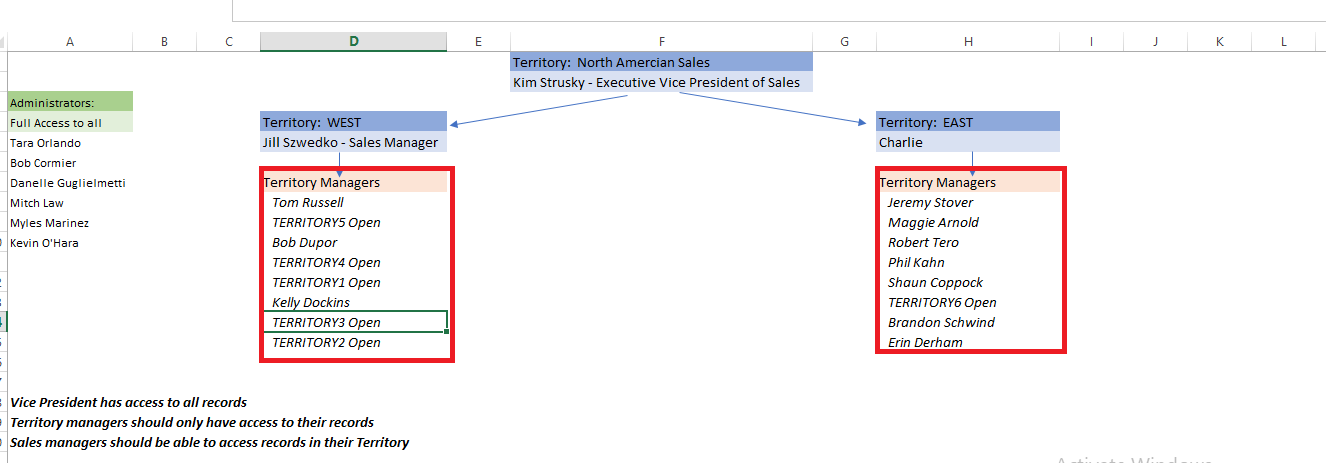 A B C D E F G H I J K L
Territory: North Amercian Sales
Kim Strusky - Executive Vice President of Sales
Administrators:
Full Access to all
Tara Orlando
Bob Cormier
Danelle Guglielmetti
Mitch Law
Myles Marinez
Kevin O'Hara
Territory: WEST
Jill Szwedko - Sales Manager
Territory Managers
Tom Russell
TERRITORY5 Open
Bob Dupor
TERRITORY4 Open
TERRITORY1 Open
Kelly Dockins
TERRITORY3 Open
TERRITORY2 Open
Territory: EAST
Charlie
Territory Managers
Jeremy Stover
Maggie Arnold
Robert Tero
Phil Kahn
Shaun Coppock
TERRITORY6 Open
Brandon Schwind
Erin Derham
Vice President has access to all records
Territory managers should only have access to their records
Sales managers should be able to access records in their Territory
Activate Windows